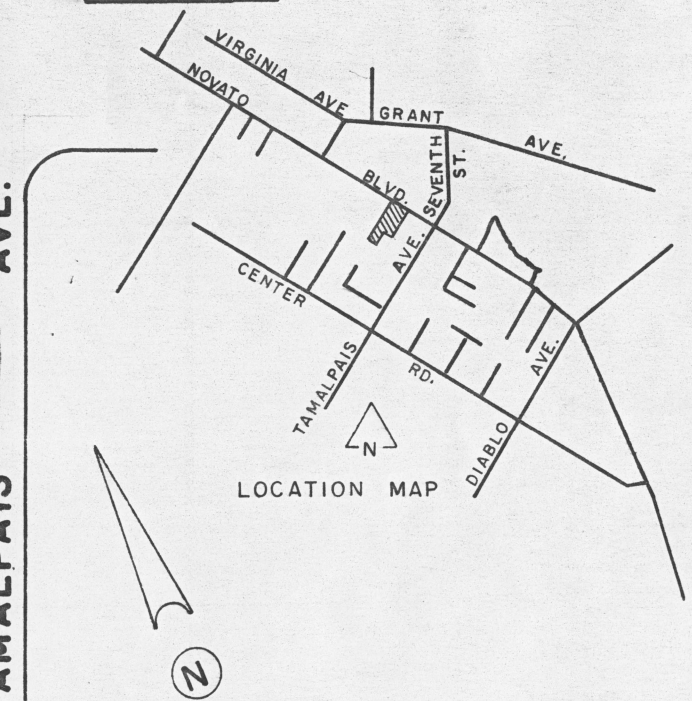 VIRGINIA AVE
NOVATO BLVD.
GRANT AVE.
SEVENTH ST.
TAMALPAIS AVE.
CENTER RD.
DIABLO AVE.
N
LOCATION MAP
N
AMALPAIS AVE.